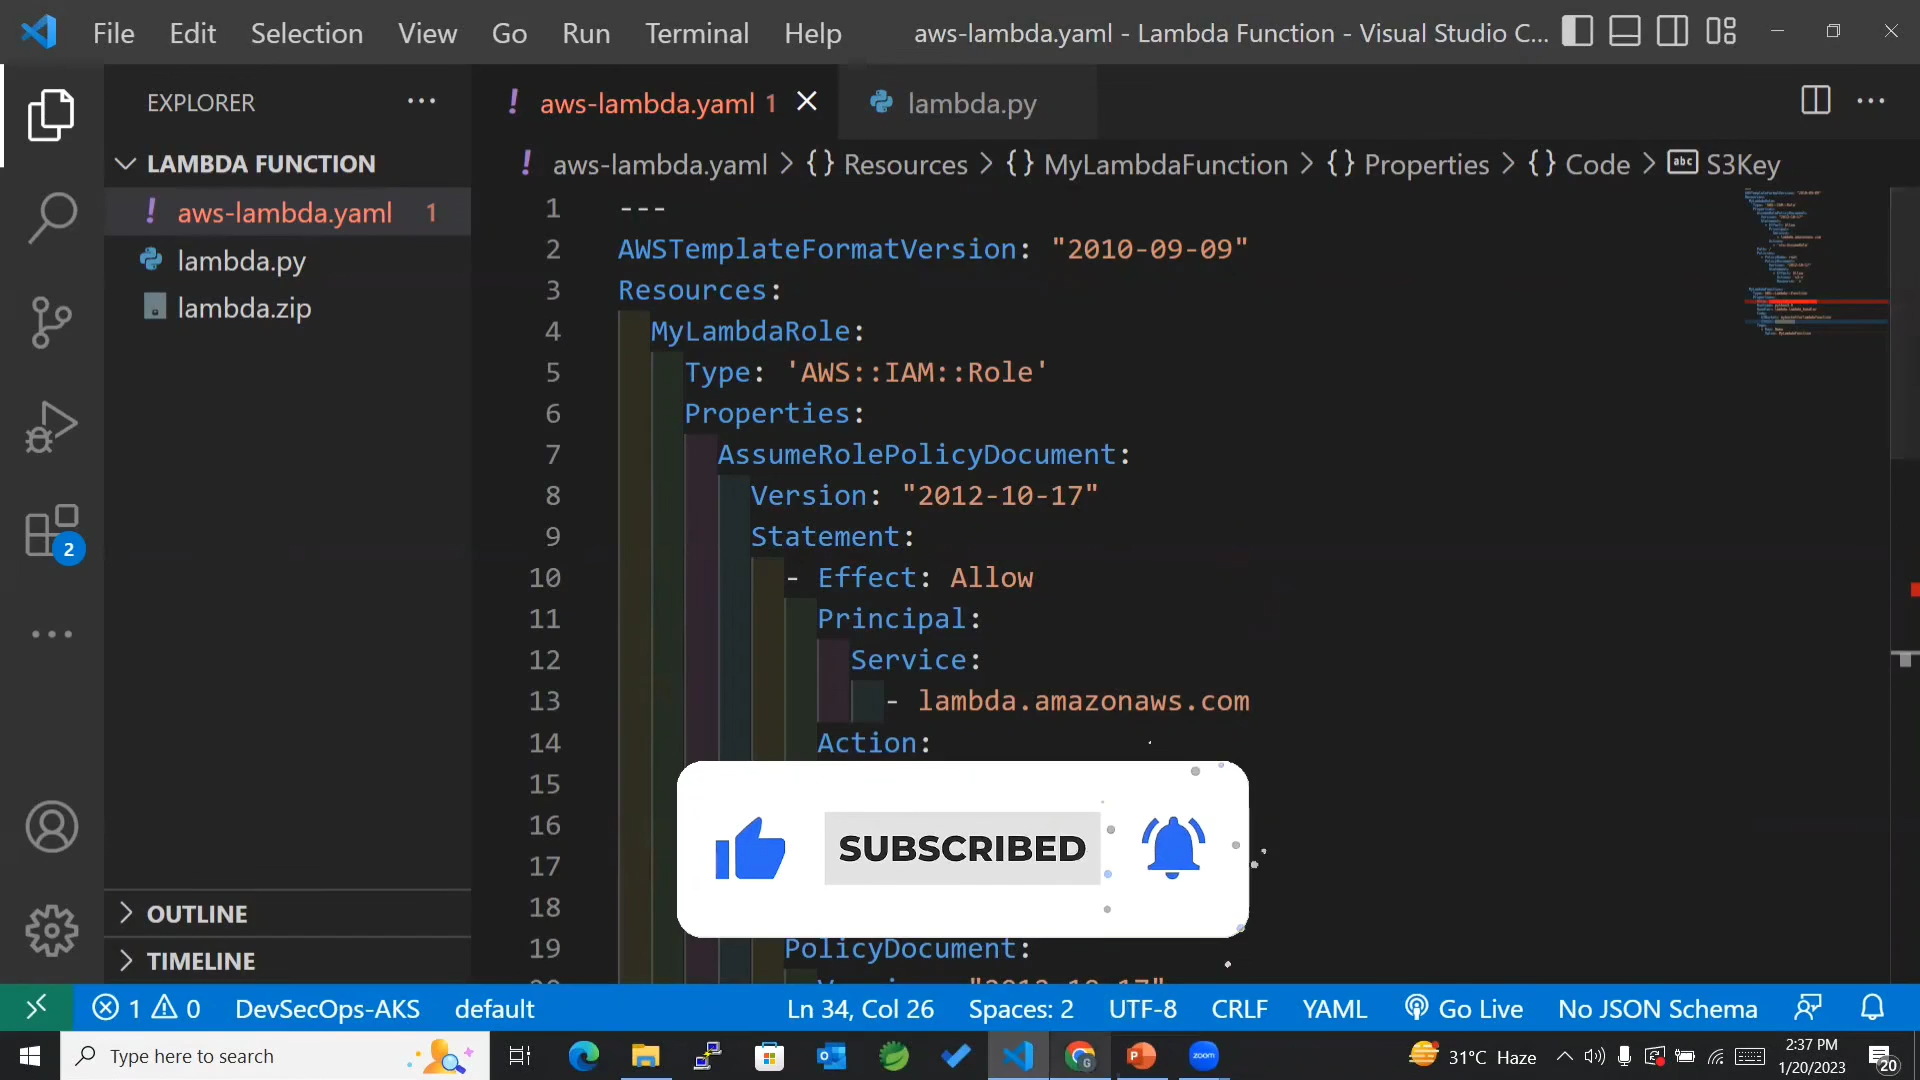 File Edit Selection View Go Run Terminal Help aws-lambda.yaml - Lambda Function - Visual Studio C...
EXPLORER
LAMBDA FUNCTION
! aws-lambda.yaml 1
lambda.py
lambda.zip
OUTLINE
TIMELINE
2
! aws-lambda.yaml 1 lambda.py
! aws-lambda.yaml > {} Resources > {} MyLambdaFunction > {} Properties > {} Code > abc S3Key
1 ---
2 AWSTemplateFormatVersion: "2010-09-09"
3 Resources:
4 MyLambdaRole:
5 Type: 'AWS::IAM::Role'
6 Properties:
7 AssumeRolePolicyDocument:
8 Version: "2012-10-17"
9 Statement:
10 - Effect: Allow
11 Principal:
12 Service:
13 - lambda.amazonaws.com
14 Action:
15
16
17
18
19 PolicyDocument:
SUBSCRIBED
1 0 DevSecOps-AKS default Ln 34, Col 26 Spaces: 2 UTF-8 CRLF YAML Go Live No JSON Schema
Type here to search zoom 31°C Haze 2:37 PM
1/20/2023 20